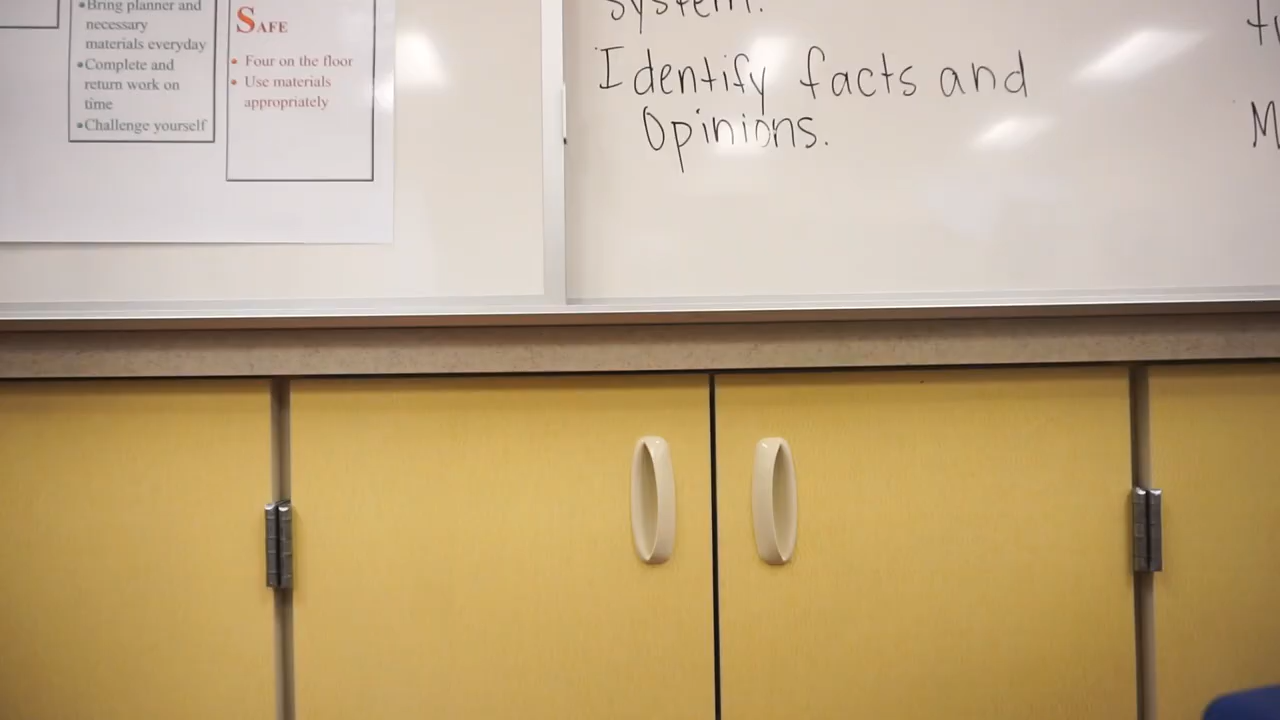 •Bring planner and
necessary
materials everyday
•Complete and
return work on
time
•Challenge yourself
SAFE
• Four on the floor
• Use materials
appropriately
system.
Identify facts and
Opinions.
M